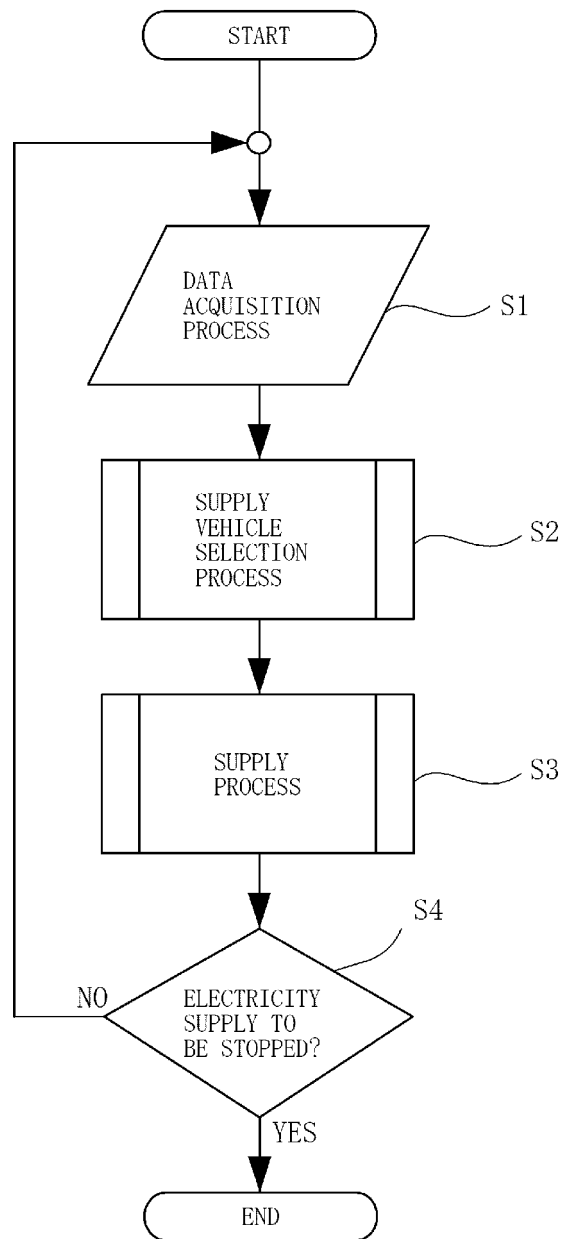 START
DATA
ACQUISITION
PROCESS
S1
SUPPLY
VEHICLE
SELECTION
PROCESS
S2
SUPPLY
PROCESS
S3
S4
NO
ELECTRICITY
SUPPLY TO
BE STOPPED?
YES
END